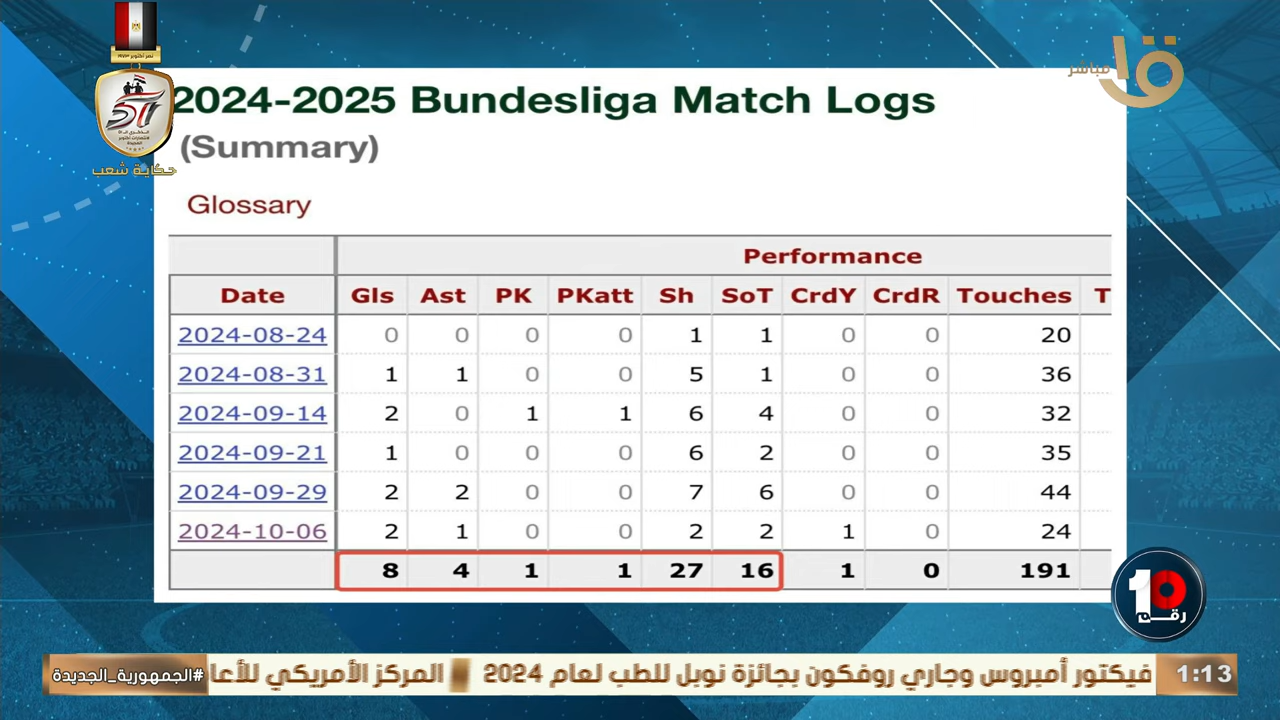 مباشر
حكاية شعب
2024-2025 Bundesliga Match Logs
(Summary)
Glossary
Performance
Date Gls Ast PK PKatt Sh SoT CrdY CrdR Touches T
2024-08-24 0 0 0 0 1 1 0 0 20
2024-08-31 1 1 0 0 5 1 0 0 36
2024-09-14 2 0 1 1 6 4 0 0 32
2024-09-21 1 0 0 0 6 2 0 0 35
2024-09-29 2 2 0 0 7 6 0 0 44
2024-10-06 2 1 0 0 2 2 1 0 24
8 4 1 1 27 16 1 0 191
10
رقم
1:13 فيكتور أمبروس وجاري روفكون بجائزة نوبل للطب لعام 2024 المركز الأمريكي للأعا #الجمهورية_الجديدة